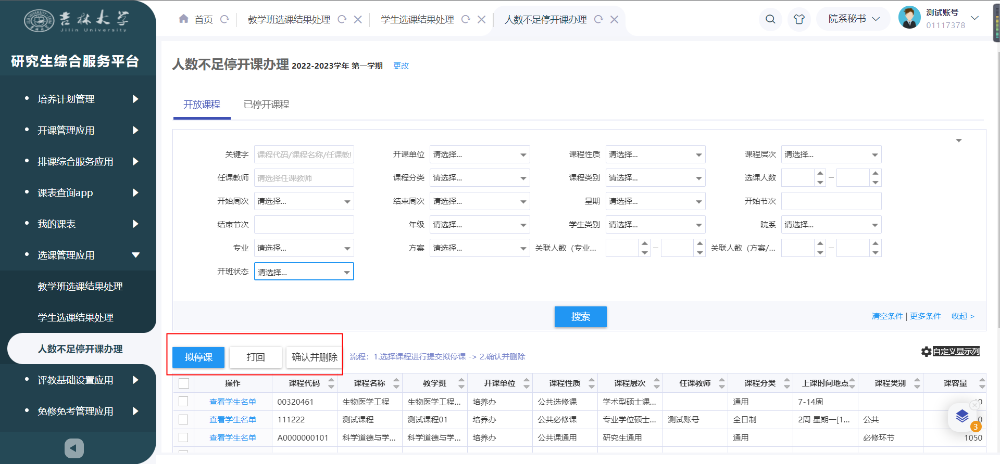 吉林大学
Jilin University
研究生综合服务平台
培养计划管理
开课管理应用
排课综合服务应用
课表查询app
我的课表
选课管理应用
教学班选课结果处理
学生选课结果处理
人数不足停开课办理
评教基础设置应用
免修免考管理应用
首页 教学班选课结果处理 学生选课结果处理 人数不足停开课办理
院系秘书
测试账号
01117378
人数不足停开课办理 2022-2023学年 第一学期 更改
开放课程 已停开课程
关键字 课程代码/课程名称/任课教 开课单位 请选择... 课程性质 请选择... 课程层次 请选择...
任课教师 请选择任课教师 课程分类 请选择... 课程类别 请选择... 选课人数 –
开始周次 请选择... 结束周次 请选择... 星期 请选择... 开始节次
结束节次 年级 请选择... 学生类别 请选择... 院系 请选择...
专业 请选择... 方案 请选择... 关联人数（专业... – 关联人数（方案/... –
开班状态 请选择...
搜索
清空条件 | 更多条件 收起 >
拟停课 打回 确认并删除 流程：1.选择课程进行提交拟停课 -> 2.确认并删除
自定义显示列
操作 课程代码 课程名称 教学班 开课单位 课程性质 课程层次 任课教师 课程分类 上课时间地点 课程类别 课容量
查看学生名单 00320461 生物医学工程 生物医学工程... 培养办 公共选修课 学术型硕士课... 通用 7-14周 0
查看学生名单 111222 测试课程 测试课程01 培养办 公共必修课 专业学位硕士... 测试账号 全日制 2周 星期一[1... 公共 0
3
查看学生名单 A0000000101 科学道德与学... 科学道德与学... 培养办 公共课通用 研究生通用 通用 必修环节 1050